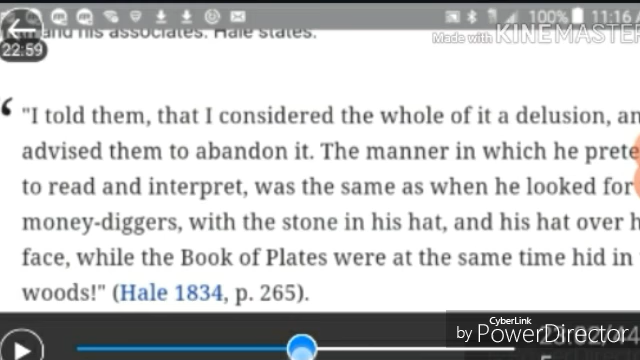 100% 11:16
and his associates. Hale states.
Made with KINEMASTER
22:59
‘
"I told them, that I considered the whole of it a delusion, an
advised them to abandon it. The manner in which he prete
to read and interpret, was the same as when he looked for
money-diggers, with the stone in his hat, and his hat over h
face, while the Book of Plates were at the same time hid in
woods!" (Hale 1834, p. 265).
CyberLink
by PowerDirector